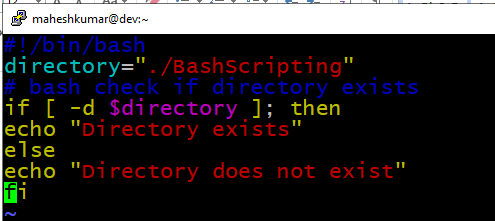 maheshkumar@dev:~
#!/bin/bash
directory="./BashScripting"
# bash check if directory exists
if [ -d $directory ]; then
echo "Directory exists"
else
echo "Directory does not exist"
fi
~